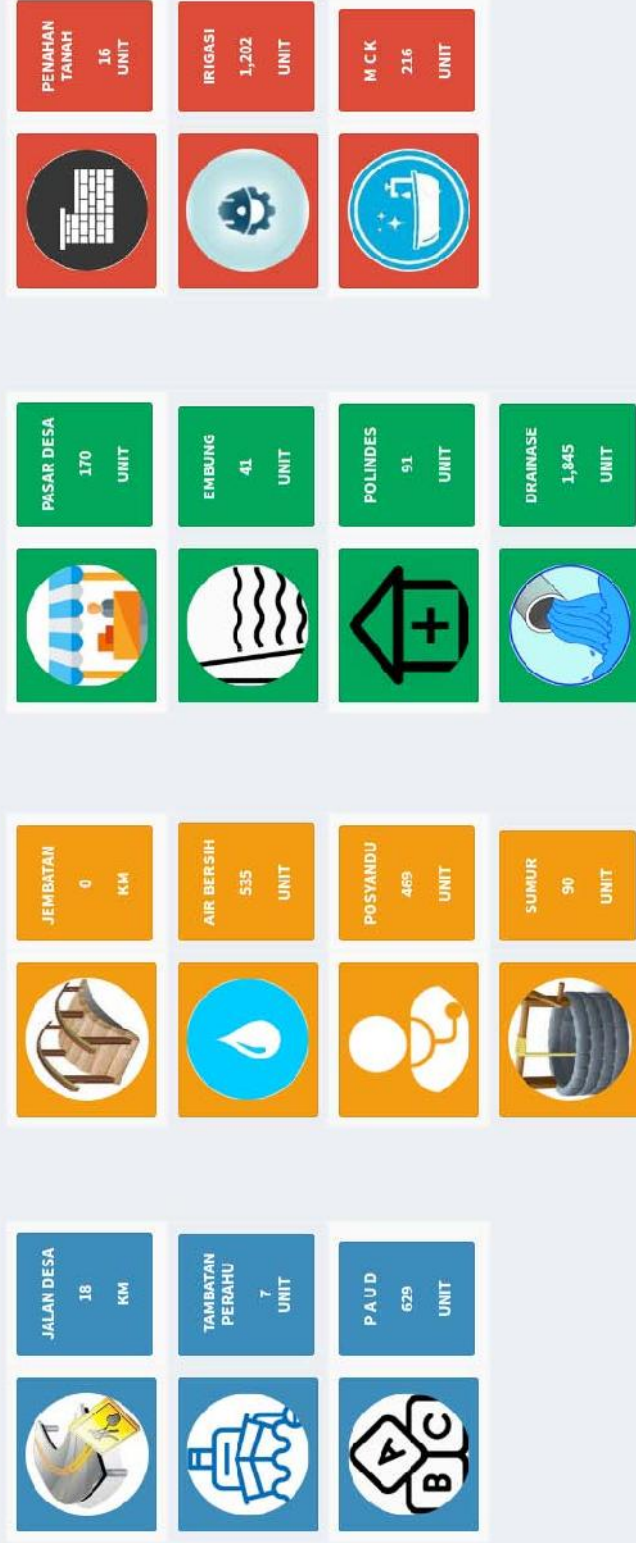 JALAN DESA
18
KM
JEMBATAN
0
KM
PASAR DESA
170
UNIT
PENAHAN
TANAH
16
UNIT
TAMBATAN
PERAHU
7
UNIT
AIR BERSIH
535
UNIT
EMBUNG
41
UNIT
IRIGASI
1,202
UNIT
P A U D
629
UNIT
A
B C
POSYANDU
469
UNIT
POLINDES
91
UNIT
M C K
216
UNIT
SUMUR
90
UNIT
DRAINASE
1,845
UNIT